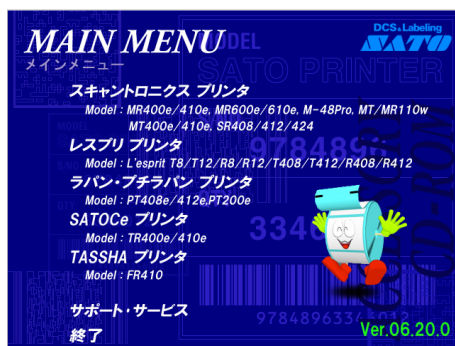 MAIN MENU
メインメニュー
DCS&Labeling
SATO
MODEL
SATO PRINTER
スキャントロニクス プリンタ
Model : MR400e/410e, MR600e/610e, M-48Pro, MT/MR110w
MT400e/410e, SR408/412/424
レスプリ プリンタ
Model : L'esprit T8/T12/R8/R12/T408/T412/R408/R412
ラパン・プチラパン プリンタ
Model : PT408e/412e,PT200e
SATOCe プリンタ
Model : TR400e/410e
TASSHA プリンタ
Model : FR410
サポート・サービス
終了
CD-ROM
Ver.06.20.0